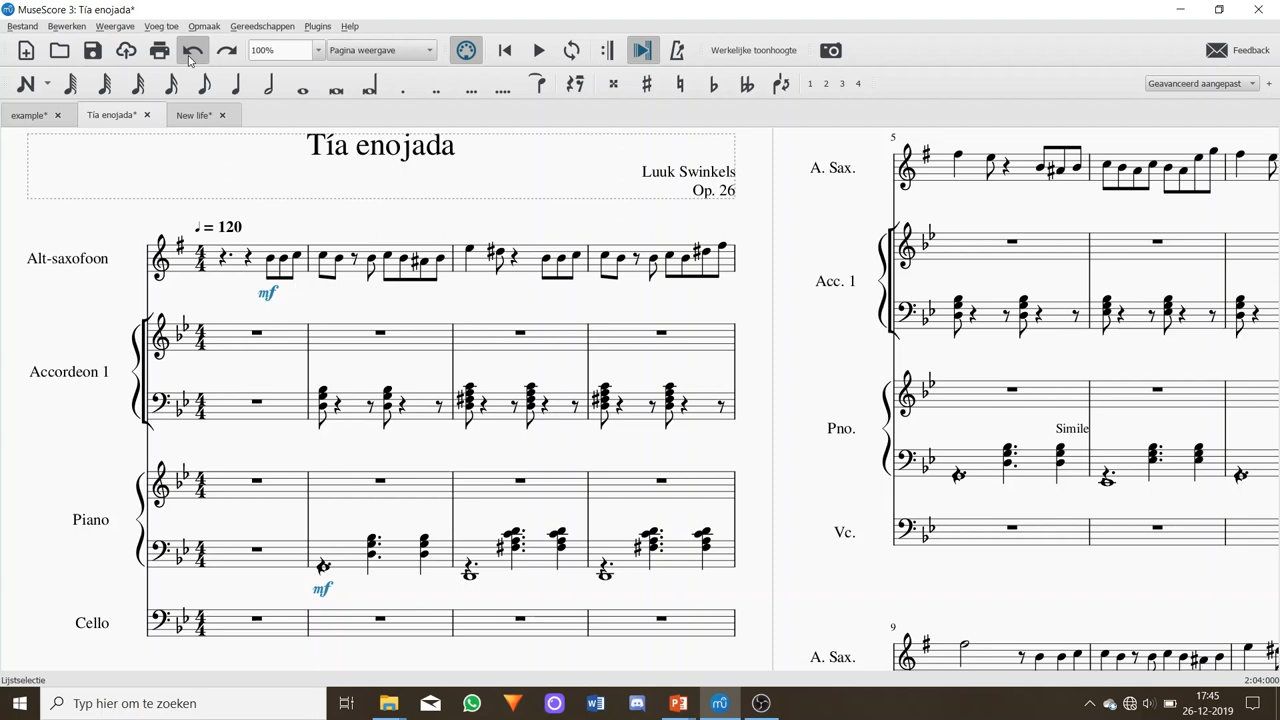 MuseScore 3: Tía enojada*
Bestand Bewerken Weergave Voeg toe Opmaak Gereedschappen Plugins Help
100% Pagina weergave Werkelijke toonhoogte Feedback
1 2 3 4 Geavanceerd aangepast +
example* Tía enojada* New life*
Tía enojada
Luuk Swinkels
Op. 26
= 120
Alt-saxofoon
mf
Accordeon 1
Piano
mf
Cello
5
A. Sax.
Acc. 1
Pno.
Simile
Vc.
9
A. Sax.
Lijstselectie 2:04:000
Typ hier om te zoeken
17:45
26-12-2019